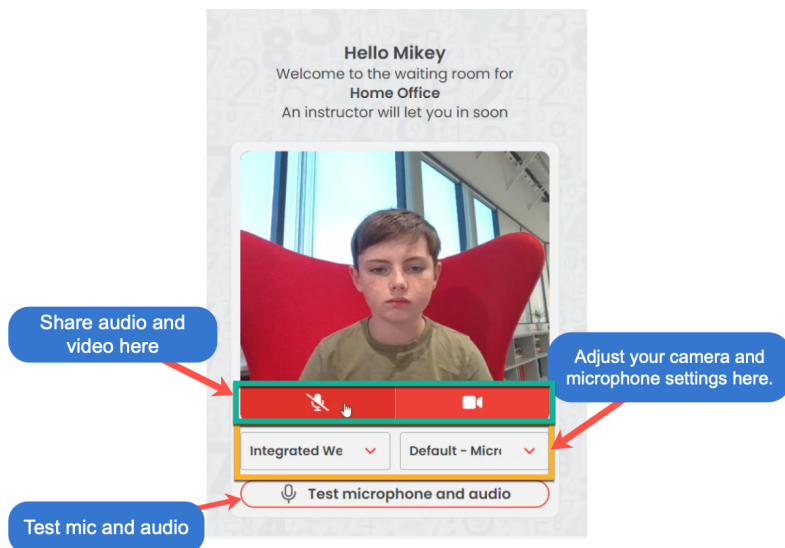 Hello Mikey
Welcome to the waiting room for
Home Office
An instructor will let you in soon
Share audio and
video here
Adjust your camera and
microphone settings here.
Integrated We
Default - Micr
Test microphone and audio
Test mic and audio